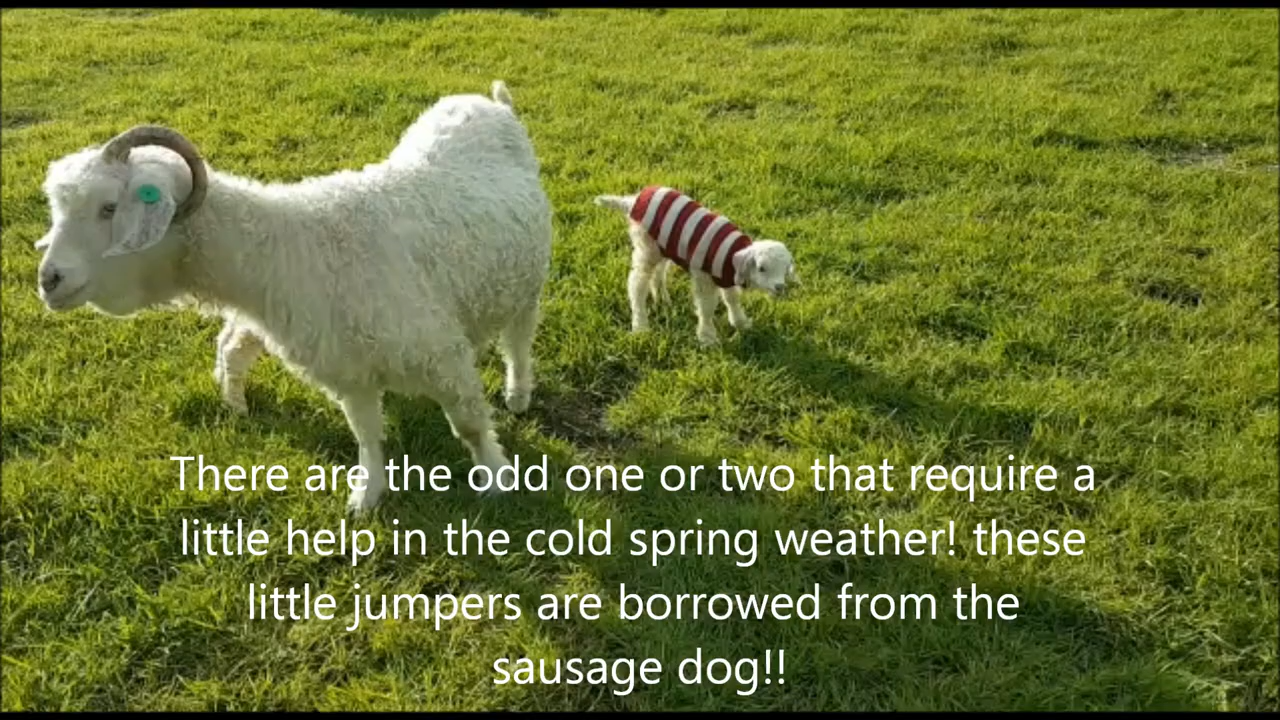 There are the odd one or two that require a
little help in the cold spring weather! these
little jumpers are borrowed from the
sausage dog!!